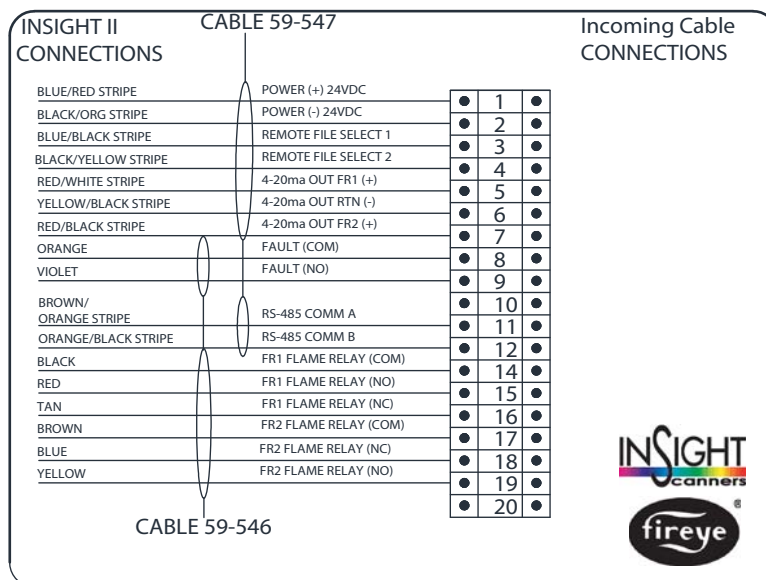 INSIGHT II
CONNECTIONS
CABLE 59-547
Incoming Cable
CONNECTIONS
BLUE/RED STRIPE POWER (+) 24VDC 1
BLACK/ORG STRIPE POWER (-) 24VDC 2
BLUE/BLACK STRIPE REMOTE FILE SELECT 1 3
BLACK/YELLOW STRIPE REMOTE FILE SELECT 2 4
RED/WHITE STRIPE 4-20ma OUT FR1 (+) 5
YELLOW/BLACK STRIPE 4-20ma OUT RTN (-) 6
RED/BLACK STRIPE 4-20ma OUT FR2 (+) 7
ORANGE FAULT (COM) 8
VIOLET FAULT (NO) 9
10
BROWN/
ORANGE STRIPE RS-485 COMM A 11
ORANGE/BLACK STRIPE RS-485 COMM B 12
BLACK FR1 FLAME RELAY (COM) 14
RED FR1 FLAME RELAY (NO) 15
TAN FR1 FLAME RELAY (NC) 16
BROWN FR2 FLAME RELAY (COM) 17
BLUE FR2 FLAME RELAY (NC) 18
YELLOW FR2 FLAME RELAY (NO) 19
20
CABLE 59-546
INSIGHT
scanners
fireye ®